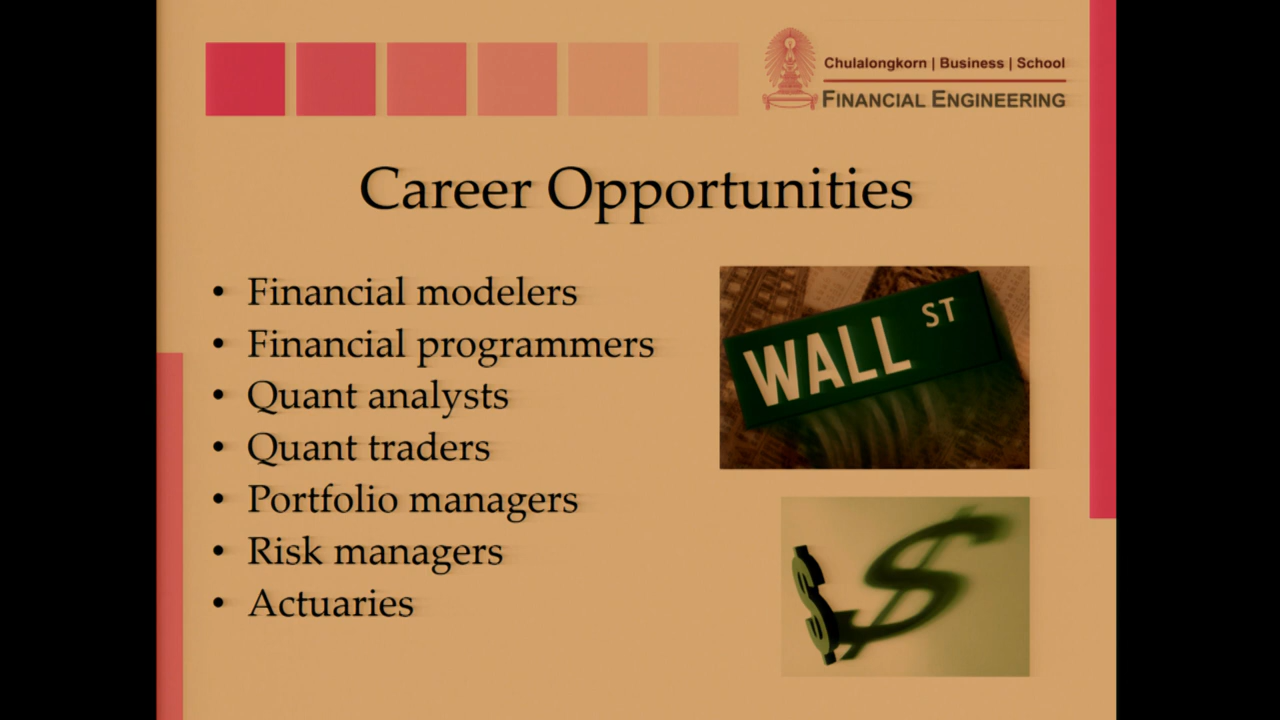 Chulalongkorn | Business | School
FINANCIAL ENGINEERING
Career Opportunities
• Financial modelers
• Financial programmers
• Quant analysts
• Quant traders
• Portfolio managers
• Risk managers
• Actuaries
WALL ST
$